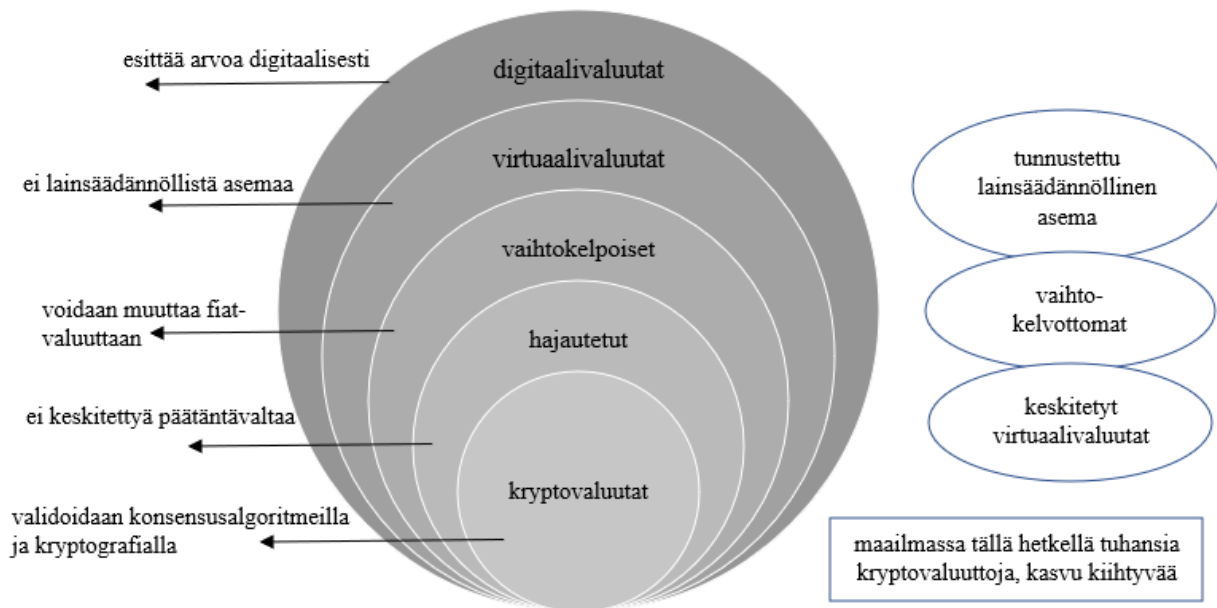 esittää arvoa digitaalisesti
digitaalivaluutat
ei lainsäädännöllistä asemaa
virtuaalivaluutat
voidaan muuttaa fiat-
valuuttaan
vaihtokelpoiset
ei keskitettyä päätäntävaltaa
hajautetut
validoidaan konsensusalgoritmeilla
ja kryptografialla
kryptovaluutat
tunnustettu
lainsäädännöllinen
asema
vaihto-
kelvottomat
keskitetyt
virtuaalivaluutat
maailmassa tällä hetkellä tuhansia
kryptovaluuttoja, kasvu kiihtyvää